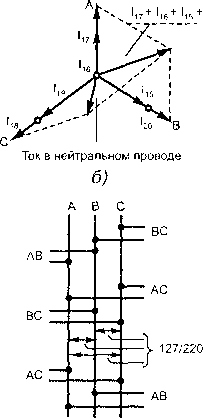 A
I17 + I16 + I15 +
I17
I16
I19
I18
I15
I20
C
B
Ток в нейтральном проводе
б)
A B C
BC
AB
AC
BC
127/220
AC
AB